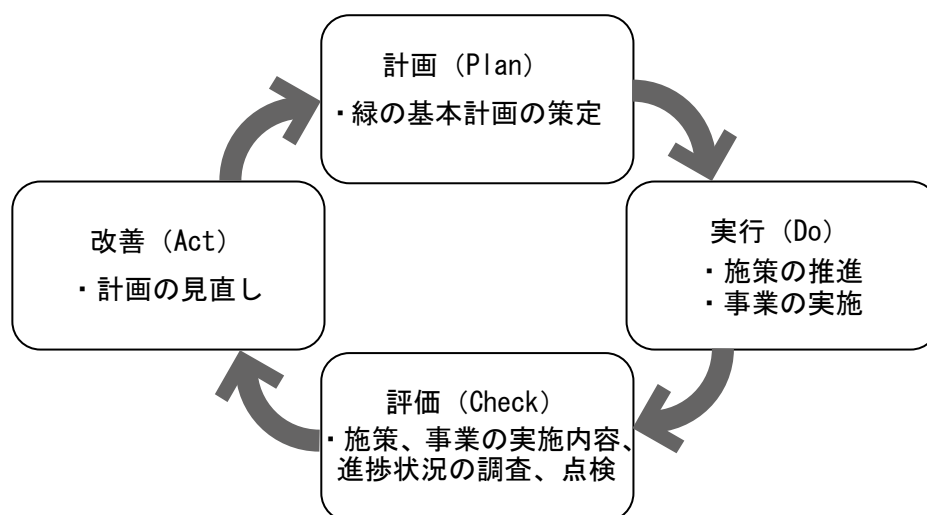 計画（Plan）
・緑の基本計画の策定
実行（Do）
・施策の推進
・事業の実施
評価（Check）
・施策、事業の実施内容、
進捗状況の調査、点検
改善（Act）
・計画の見直し